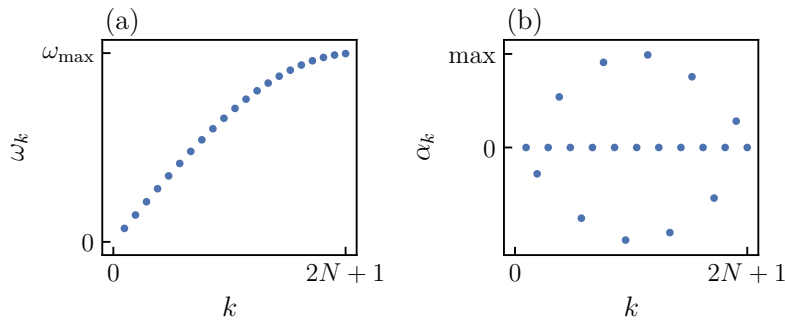 (a)
ω_max
ω_k
0
0
2N + 1
k
(b)
max
α_k
0
0
2N + 1
k